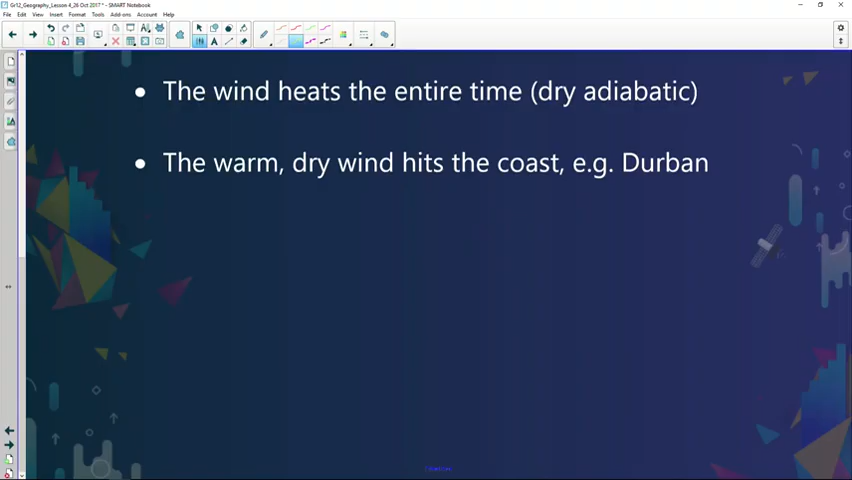 Gr12_Geography_Lesson 4_26 Oct 2017 * - SMART Notebook
File Edit View Insert Format Tools Add-ons Account Help
• The wind heats the entire time (dry adiabatic)
• The warm, dry wind hits the coast, e.g. Durban